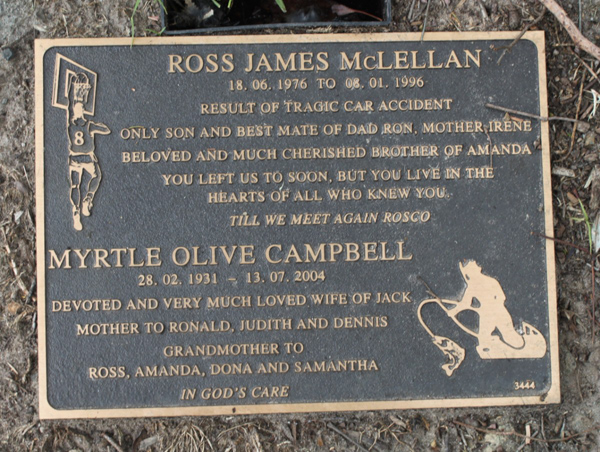 ROSS JAMES McLELLAN
18. 06. 1976 TO 08. 01. 1996
RESULT OF TRAGIC CAR ACCIDENT
ONLY SON AND BEST MATE OF DAD RON, MOTHER IRENE
BELOVED AND MUCH CHERISHED BROTHER OF AMANDA
YOU LEFT US TO SOON, BUT YOU LIVE IN THE
HEARTS OF ALL WHO KNEW YOU
TILL WE MEET AGAIN ROSCO
8
MYRTLE OLIVE CAMPBELL
28. 02. 1931 – 13. 07. 2004
DEVOTED AND VERY MUCH LOVED WIFE OF JACK
MOTHER TO RONALD, JUDITH AND DENNIS
GRANDMOTHER TO
ROSS, AMANDA, DONA AND SAMANTHA
IN GOD'S CARE
3444